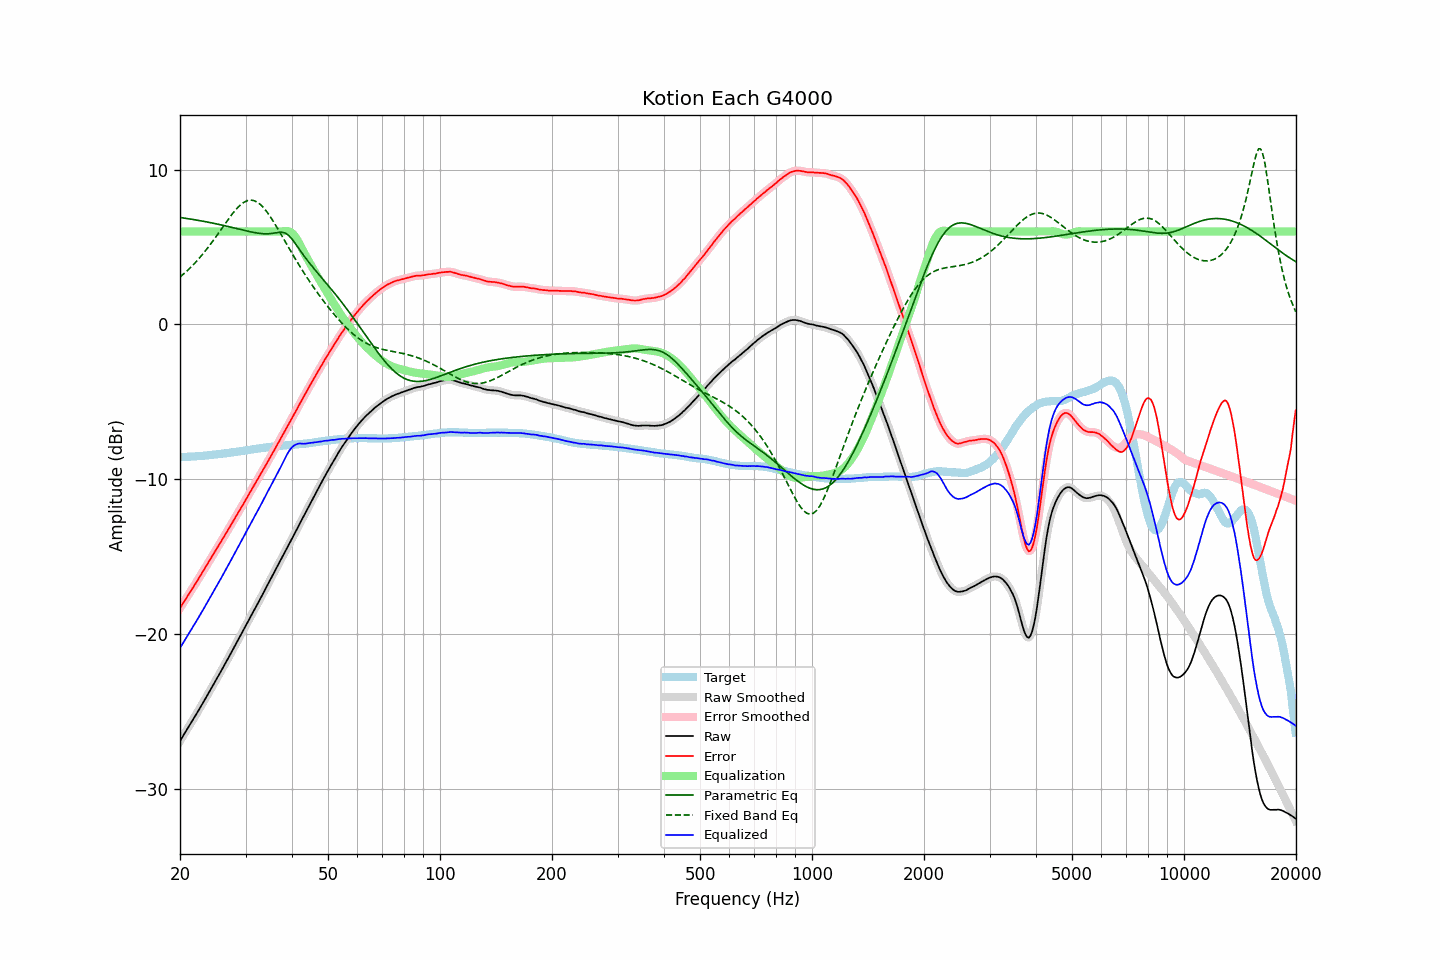 Kotion Each G4000
Amplitude (dBr)
10
0
−10
−20
−30
Target
Raw Smoothed
Error Smoothed
Raw
Error
Equalization
Parametric Eq
Fixed Band Eq
Equalized
20 50 100 200 500 1000 2000 5000 10000 20000
Frequency (Hz)